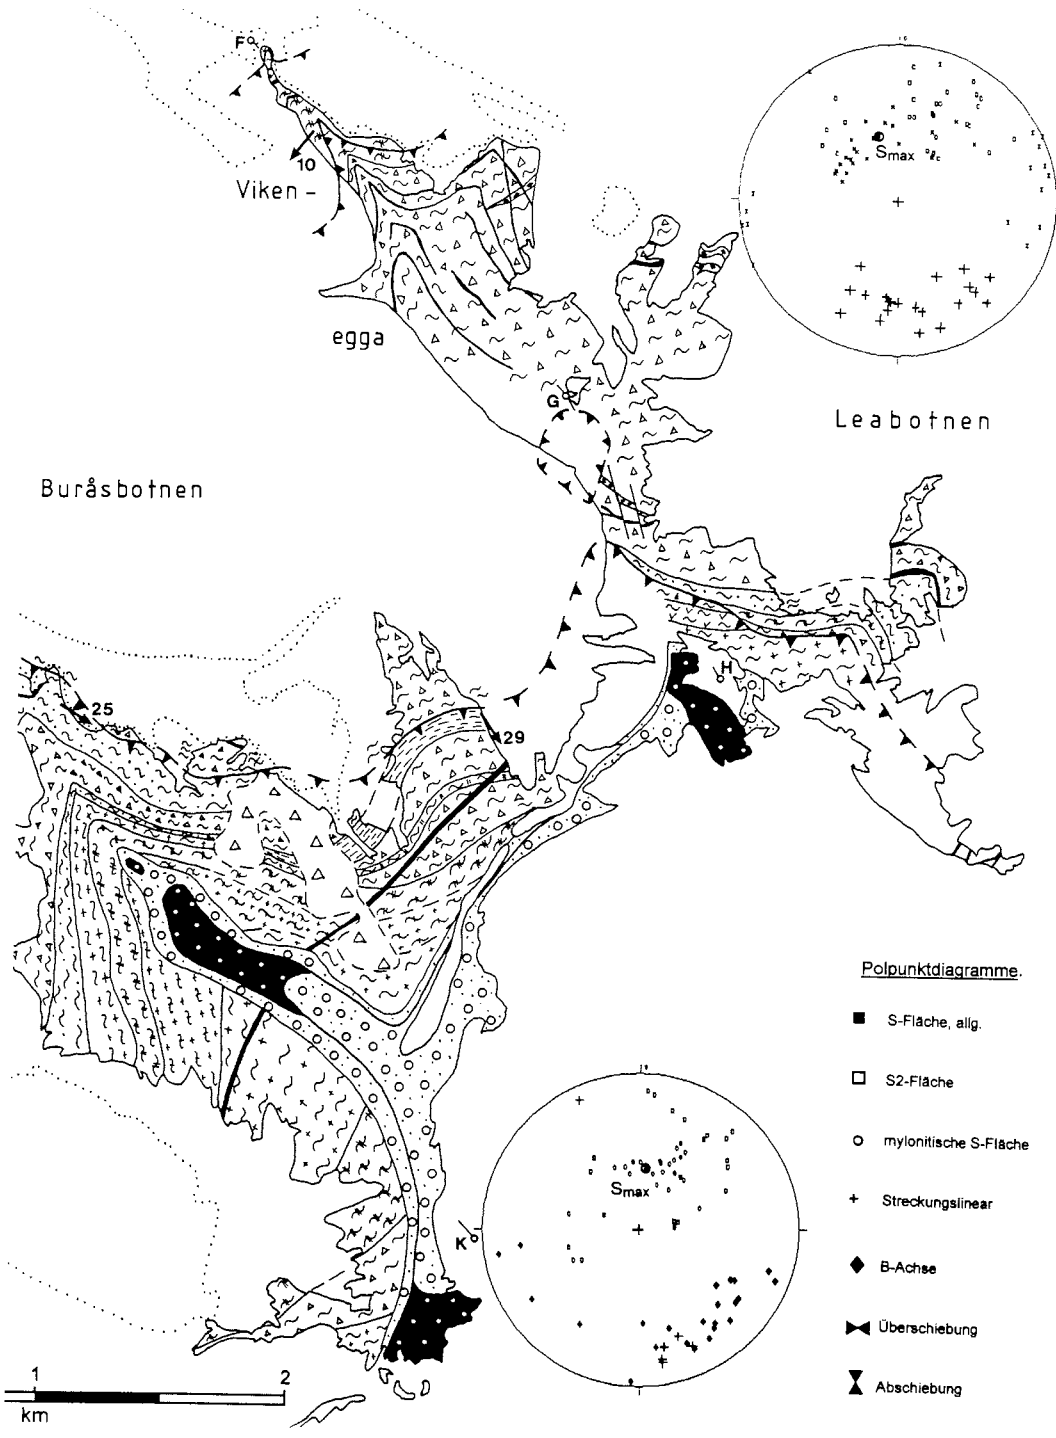 F
10
Viken -
Smax
egga
G
Leabotnen
Buråsbotnen
H
25
29
Polpunktdiagramme.
S-Fläche, allg.
S2-Fläche
mylonitische S-Fläche
Smax
Streckungslinear
K
B-Achse
Überschiebung
1
2
Abschiebung
km